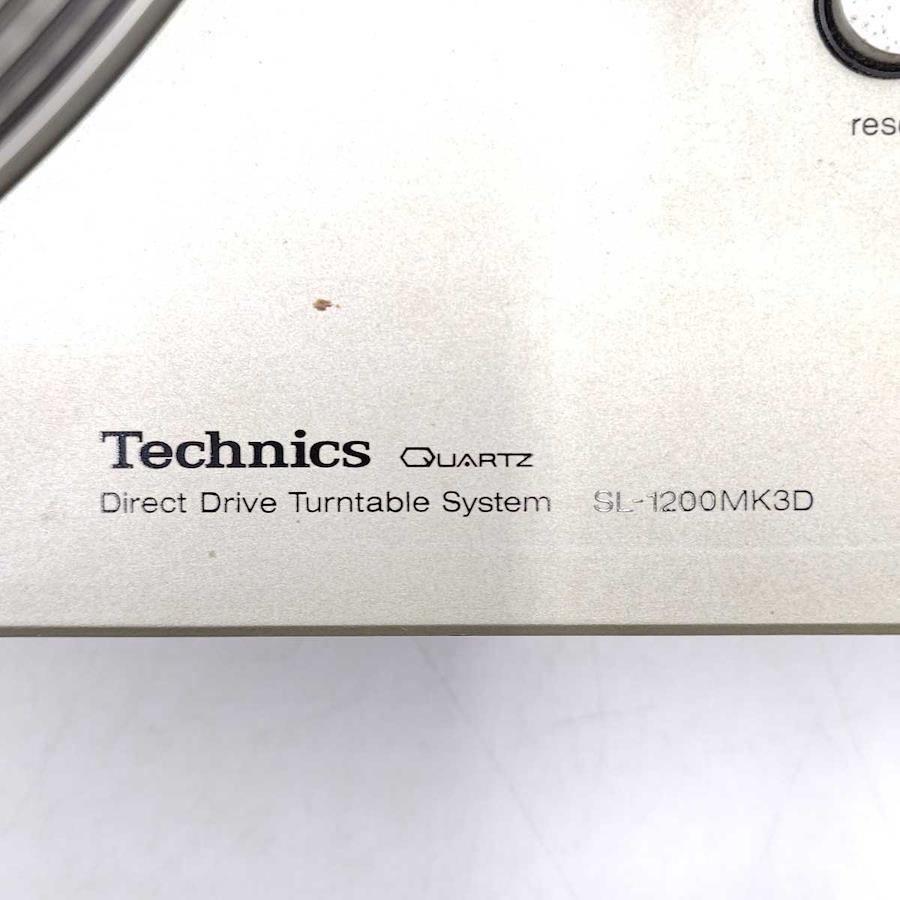 Technics QUARTZ
Direct Drive Turntable System SL-1200MK3D